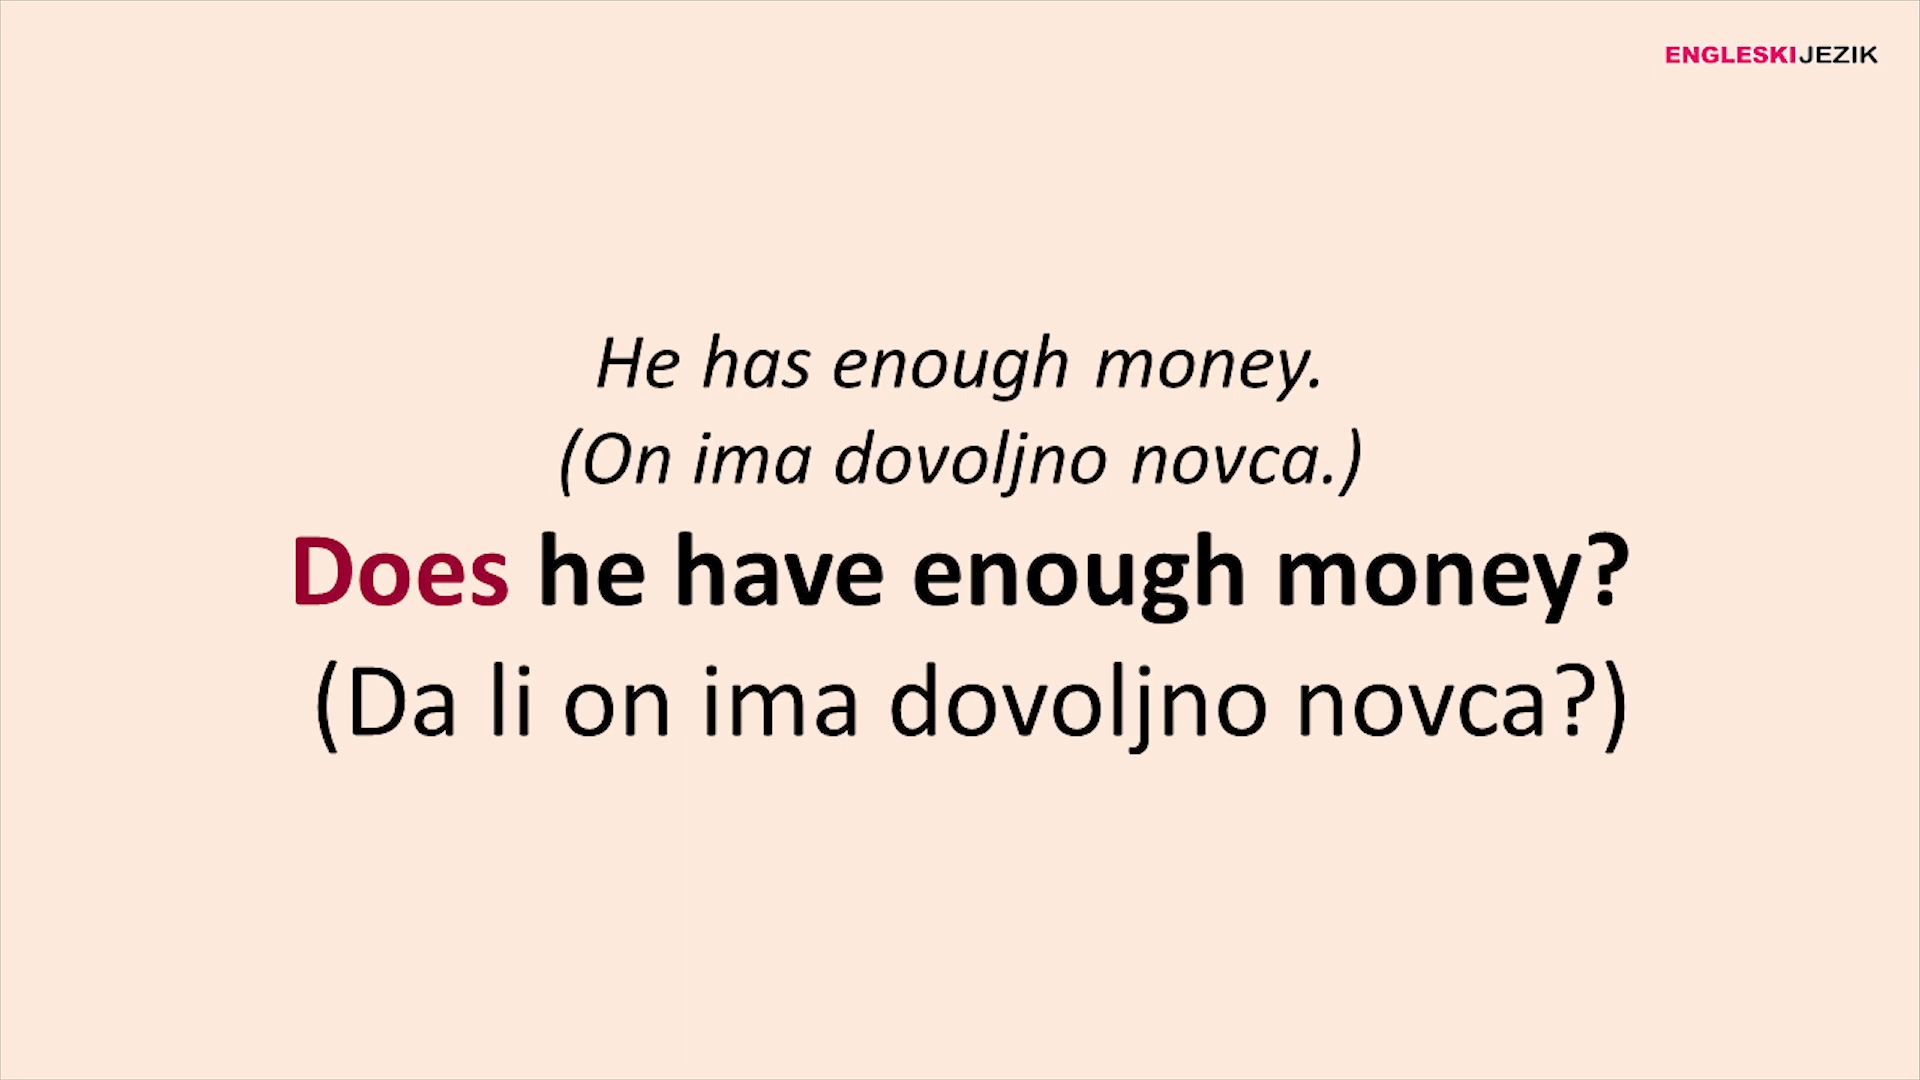 ENGLESKIJEZIK
He has enough money.
(On ima dovoljno novca.)
Does he have enough money?
(Da li on ima dovoljno novca?)